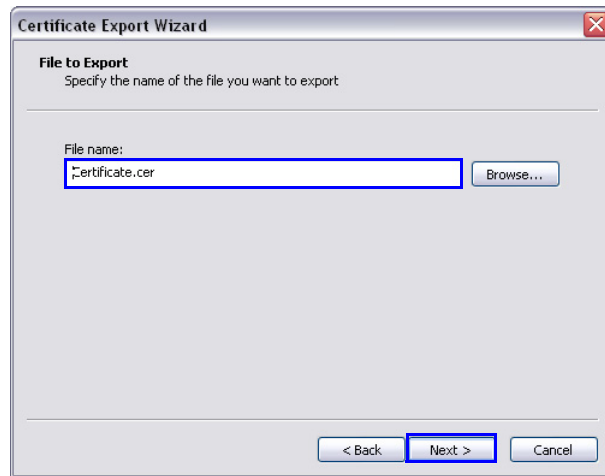 Certificate Export Wizard
File to Export
Specify the name of the file you want to export
File name:
Certificate.cer
Browse...
< Back
Next >
Cancel